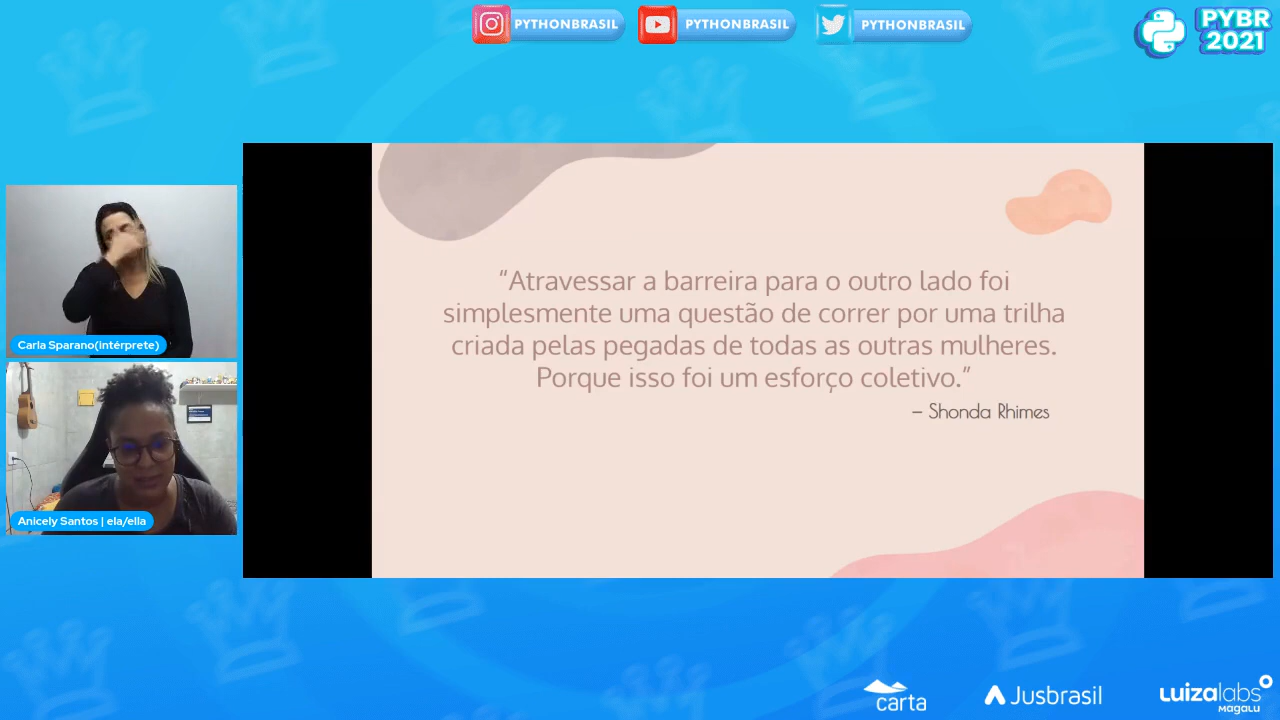 PYTHONBRASIL
PYTHONBRASIL
PYTHONBRASIL
PYBR
2021
“Atravessar a barreira para o outro lado foi
simplesmente uma questão de correr por uma trilha
criada pelas pegadas de todas as outras mulheres.
Porque isso foi um esforço coletivo.”
– Shonda Rhimes
Carla Sparano(intérprete)
Anicely Santos | ela/ella
carta
Jusbrasil
Luizalabs
MAGALU